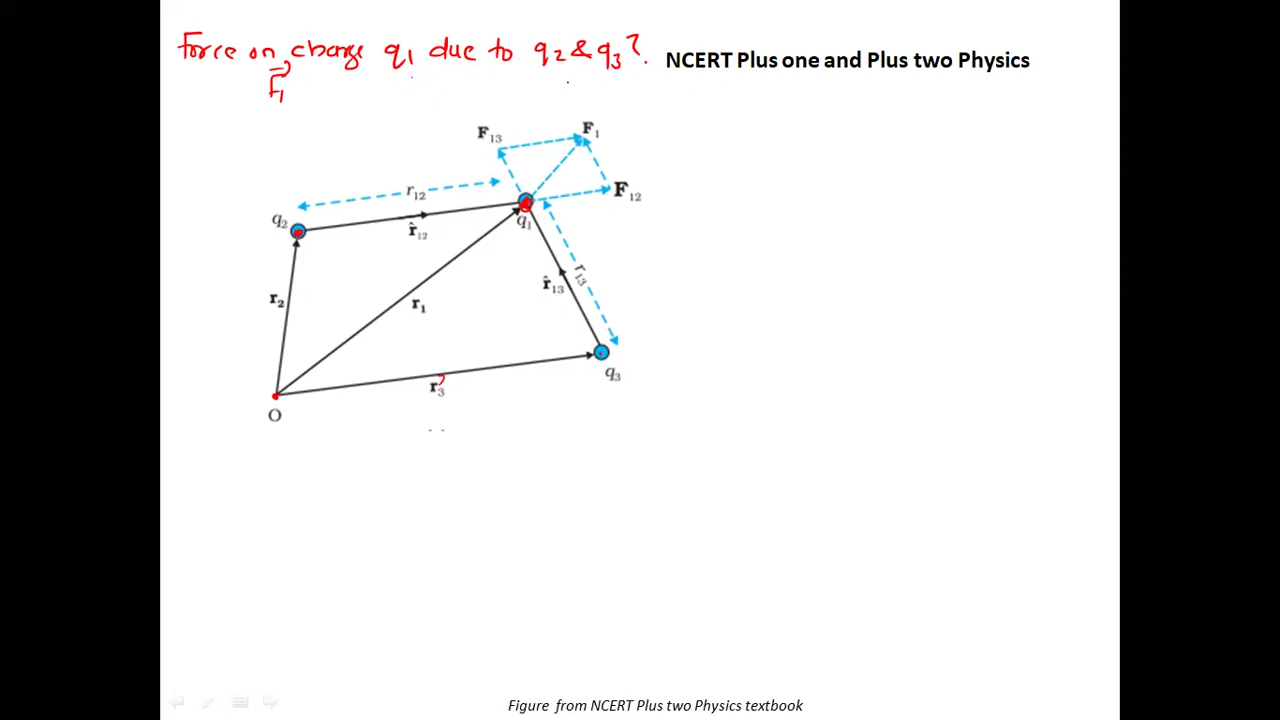 Force on charge q1 due to q2 & q3?.
F1
NCERT Plus one and Plus two Physics
F13
F1
r12
F12
q2
q1
r̂12
r13
r̂13
r2
r1
q3
r3
O
Figure from NCERT Plus two Physics textbook